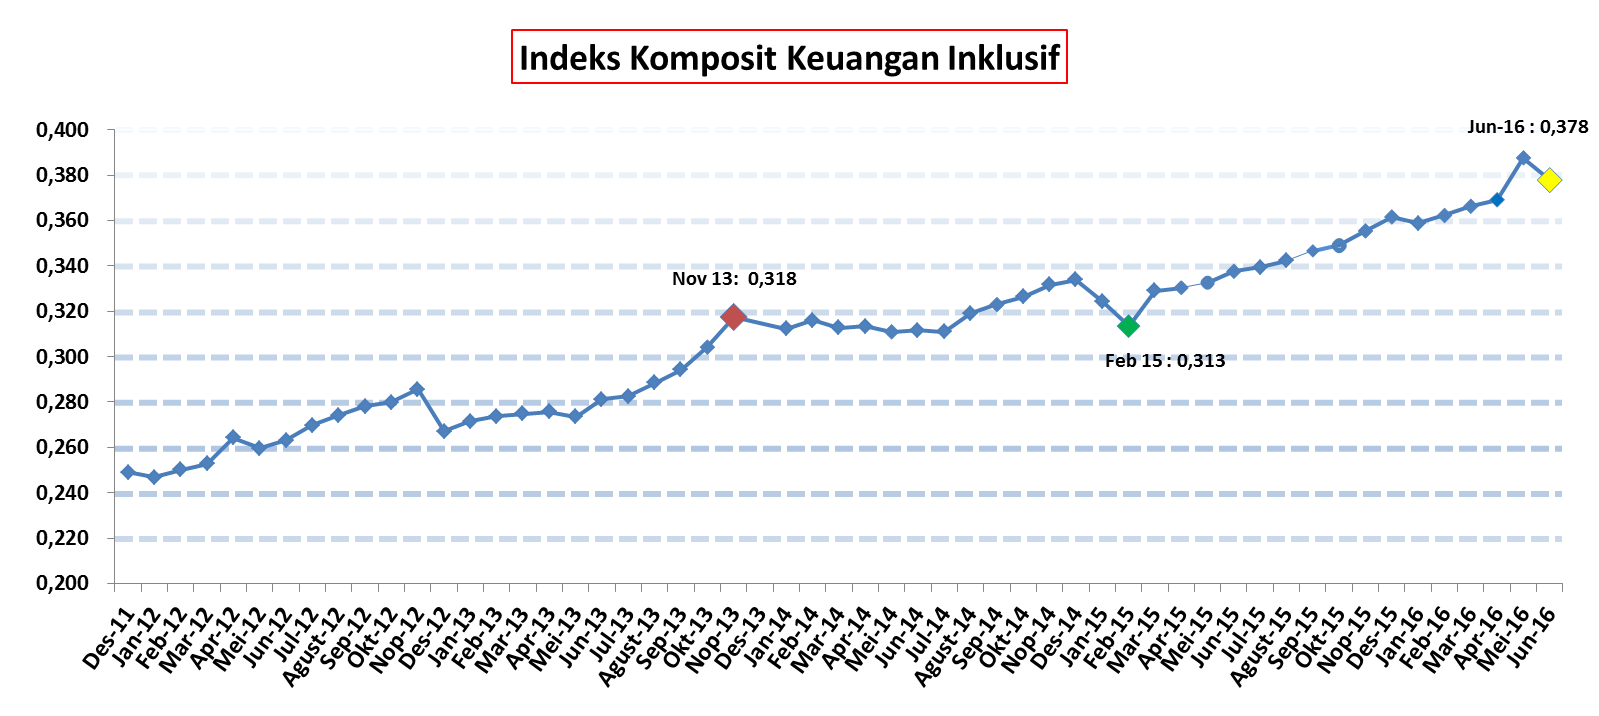 Indeks Komposit Keuangan Inklusif
0,400
0,380
0,360
0,340
0,320
0,300
0,280
0,260
0,240
0,220
0,200
Jun-16 : 0,378
Nov 13:  0,318
Feb 15 : 0,313
Des-11
Jan-12
Feb-12
Mar-12
Apr-12
Mei-12
Jun-12
Jul-12
Agust-12
Sep-12
Okt-12
Nop-12
Des-12
Jan-13
Feb-13
Mar-13
Apr-13
Mei-13
Jun-13
Jul-13
Agust-13
Sep-13
Okt-13
Nop-13
Des-13
Jan-14
Feb-14
Mar-14
Apr-14
Mei-14
Jun-14
Jul-14
Agust-14
Sep-14
Okt-14
Nop-14
Des-14
Jan-15
Feb-15
Mar-15
Apr-15
Mei-15
Jun-15
Jul-15
Agust-15
Sep-15
Okt-15
Nop-15
Des-15
Jan-16
Feb-16
Mar-16
Apr-16
Mei-16
Jun-16